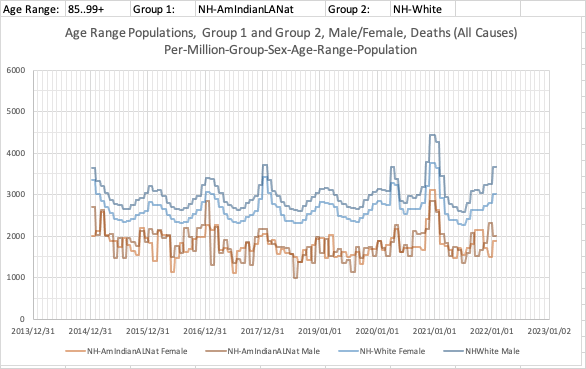 Age Range: 85..99+ Group 1: NH-AmIndianLANat Group 2: NH-White
Age Range Populations, Group 1 and Group 2, Male/Female, Deaths (All Causes)
Per-Million-Group-Sex-Age-Range-Population
6000
5000
4000
3000
2000
1000
0
2013/12/31 2014/12/31 2015/12/31 2016/12/31 2017/12/31 2019/01/01 2020/01/01 2021/01/01 2022/01/01 2023/01/02
NH-AmIndianALNat Female NH-AmIndianALNat Male NH-White Female NHWhite Male